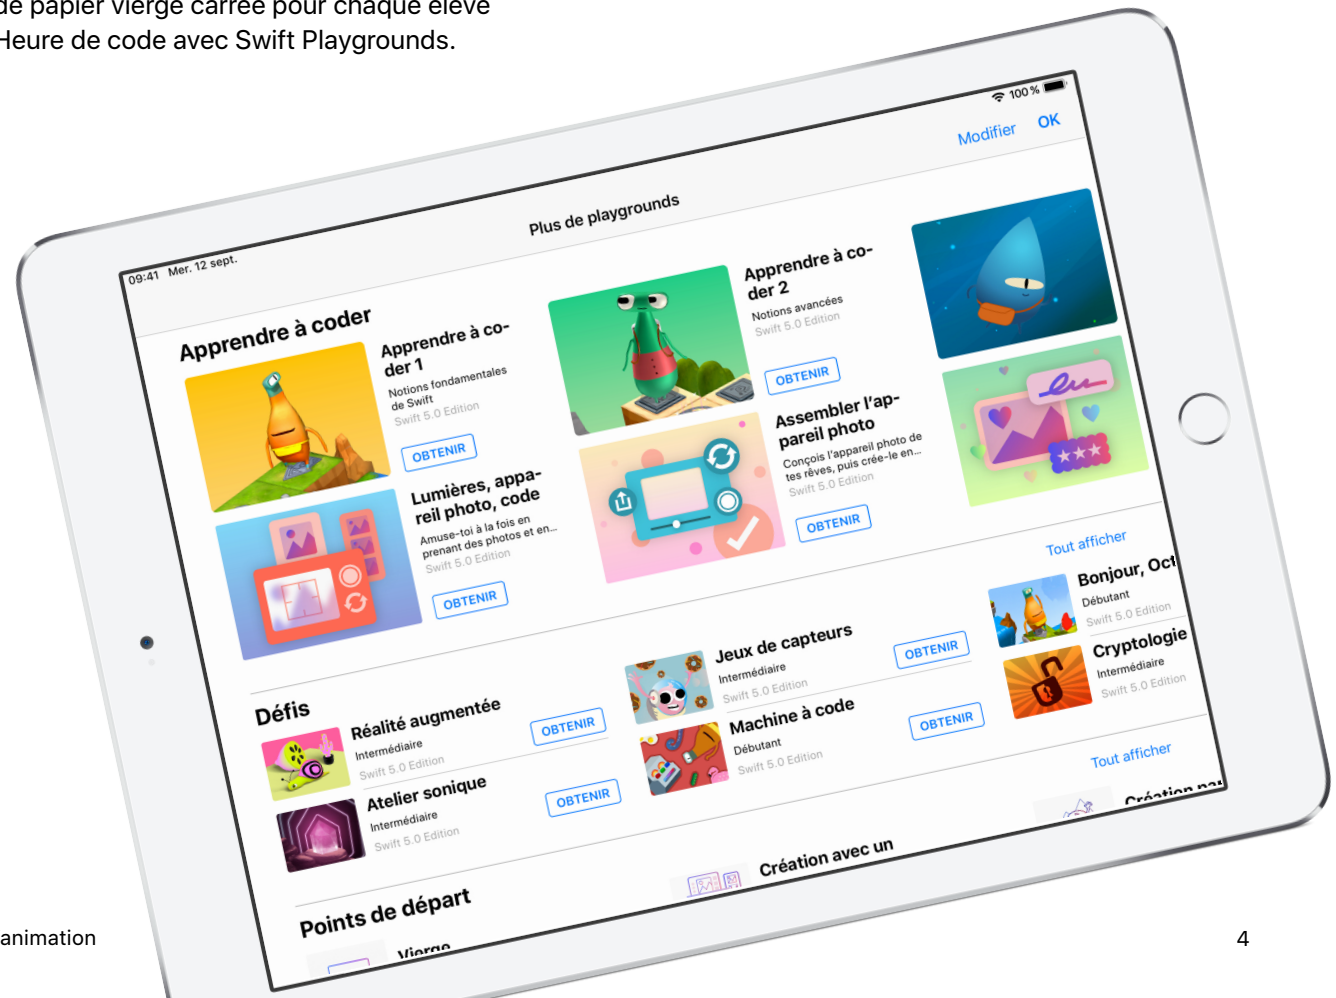 de papier vierge carrée pour chaque élève
Heure de code avec Swift Playgrounds.
100 %
Modifier OK
Plus de playgrounds
09:41 Mer. 12 sept.
Apprendre à coder
Apprendre à co-
der 1
Notions fondamentales
de Swift
Swift 5.0 Edition
OBTENIR
Apprendre à co-
der 2
Notions avancées
Swift 5.0 Edition
OBTENIR
Lumières, appa-
reil photo, code
Amuse-toi à la fois en
prenant des photos et en...
Swift 5.0 Edition
OBTENIR
Assembler l'ap-
pareil photo
Conçois l'appareil photo de
tes rêves, puis crée-le en...
Swift 5.0 Edition
OBTENIR
Défis
Tout afficher
Réalité augmentée
Intermédiaire
Swift 5.0 Edition
OBTENIR
Jeux de capteurs
Intermédiaire
Swift 5.0 Edition
OBTENIR
Bonjour, Oct
Débutant
Swift 5.0 Edition
Atelier sonique
Intermédiaire
Swift 5.0 Edition
OBTENIR
Machine à code
Débutant
Swift 5.0 Edition
OBTENIR
Cryptologie
Intermédiaire
Swift 5.0 Edition
Points de départ
Tout afficher
Vierge
Création avec un
Création
animation
4